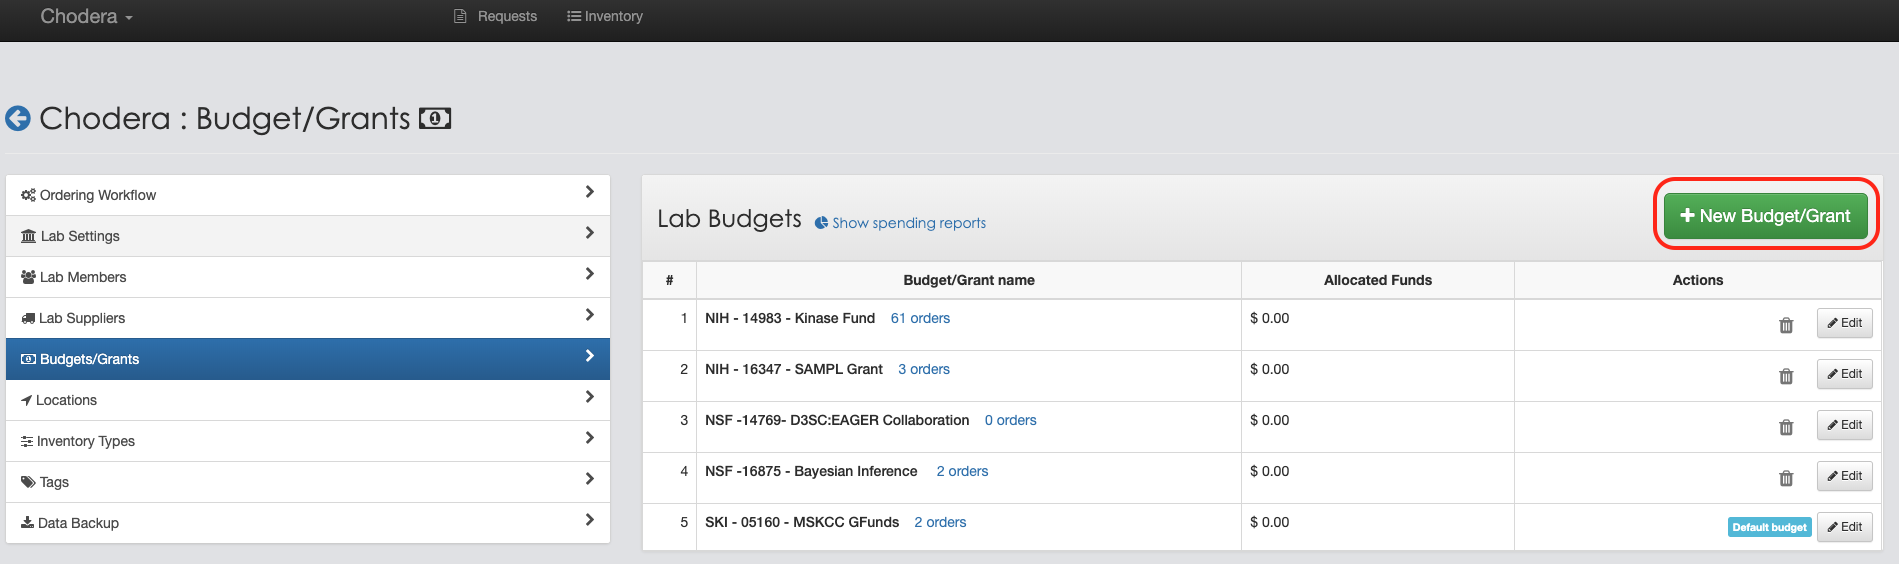 Chodera
Requests
Inventory
Chodera : Budget/Grants
Ordering Workflow
Lab Settings
Lab Members
Lab Suppliers
Budgets/Grants
Locations
Inventory Types
Tags
Data Backup
Lab Budgets Show spending reports
+ New Budget/Grant
# Budget/Grant name Allocated Funds Actions
1 NIH - 14983 - Kinase Fund 61 orders $ 0.00 Edit
2 NIH - 16347 - SAMPL Grant 3 orders $ 0.00 Edit
3 NSF -14769- D3SC:EAGER Collaboration 0 orders $ 0.00 Edit
4 NSF -16875 - Bayesian Inference 2 orders $ 0.00 Edit
5 SKI - 05160 - MSKCC GFunds 2 orders $ 0.00 Default budget Edit